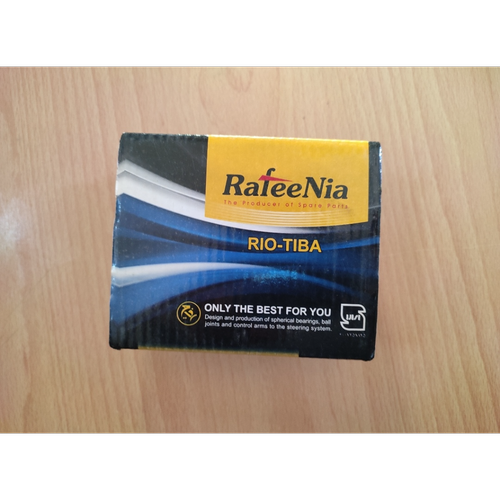 RafeeNia
The Producer of Spare Parts
RIO-TIBA
ONLY THE BEST FOR YOU
Design and production of spherical bearings, ball
joints and control arms to the steering system.